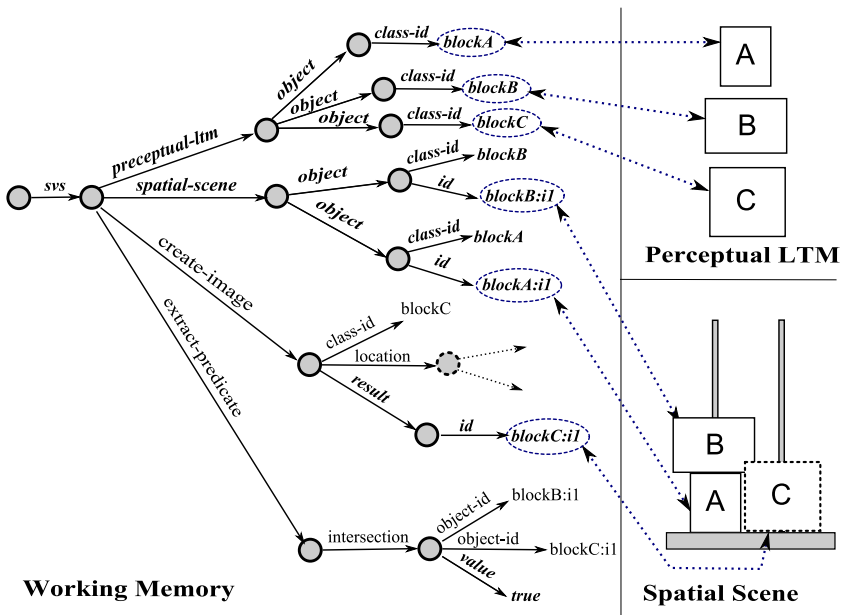 class-id
blockA
object
class-id
blockB
object
object
class-id
blockC
preceptual-ltm
class-id
blockB
object
id
blockB:i1
svs
spatial-scene
object
class-id
blockA
id
blockA:i1
create-image
class-id
blockC
location
result
id
blockC:i1
extract-predicate
intersection
object-id
blockB:i1
object-id
blockC:i1
value
true
Working Memory
A
B
C
Perceptual LTM
B
A
C
Spatial Scene